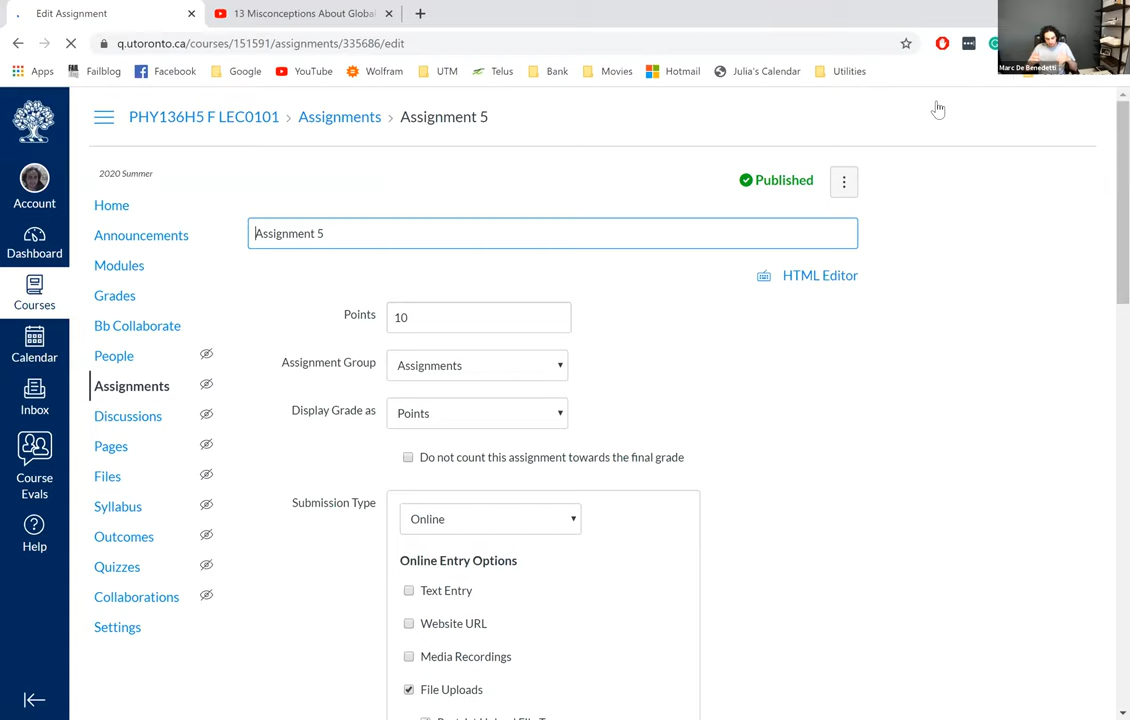 Edit Assignment
13 Misconceptions About Global
q.utoronto.ca/courses/151591/assignments/335686/edit
Apps Failblog Facebook Google YouTube Wolfram UTM Telus Bank Movies Hotmail Julia's Calendar Utilities
Marc De Benedetti
PHY136H5 F LEC0101 > Assignments > Assignment 5
2020 Summer
Published
Account
Dashboard
Courses
Calendar
Inbox
Course
Evals
Help
Home
Announcements
Modules
Grades
Bb Collaborate
People
Assignments
Discussions
Pages
Files
Syllabus
Outcomes
Quizzes
Collaborations
Settings
Assignment 5
HTML Editor
Points 10
Assignment Group Assignments
Display Grade as Points
Do not count this assignment towards the final grade
Submission Type Online
Online Entry Options
Text Entry
Website URL
Media Recordings
File Uploads